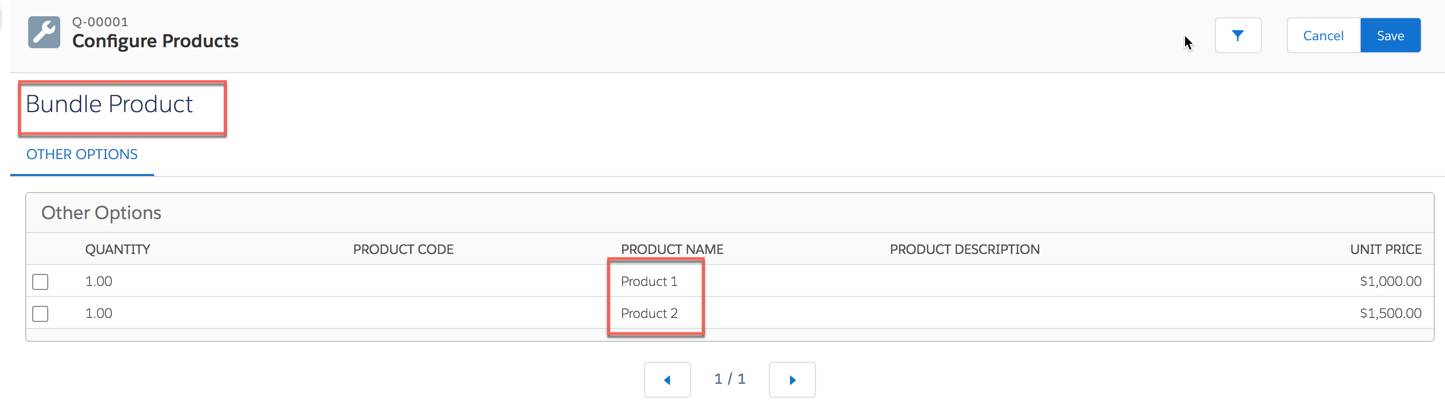 Q-00001
Configure Products
Cancel
Save
Bundle Product
OTHER OPTIONS
Other Options
QUANTITY PRODUCT CODE PRODUCT NAME PRODUCT DESCRIPTION UNIT PRICE
1.00 Product 1 $1,000.00
1.00 Product 2 $1,500.00
1 / 1